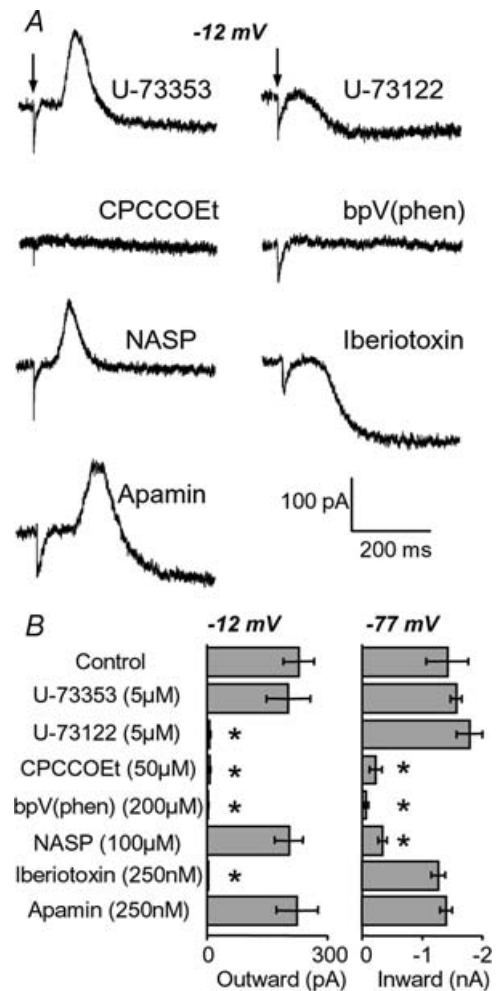 A
-12 mV
U-73353
U-73122
CPCCOEt
bpV(phen)
NASP
Iberiotoxin
Apamin
100 pA
200 ms
B
-12 mV
-77 mV
Control
U-73353 (5µM)
U-73122 (5µM)
*
CPCCOEt (50µM)
*
*
bpV(phen) (200µM)
*
*
NASP (100µM)
*
Iberiotoxin (250nM)
*
Apamin (250nM)
0
300
0
-1
-2
Outward (pA)
Inward (nA)